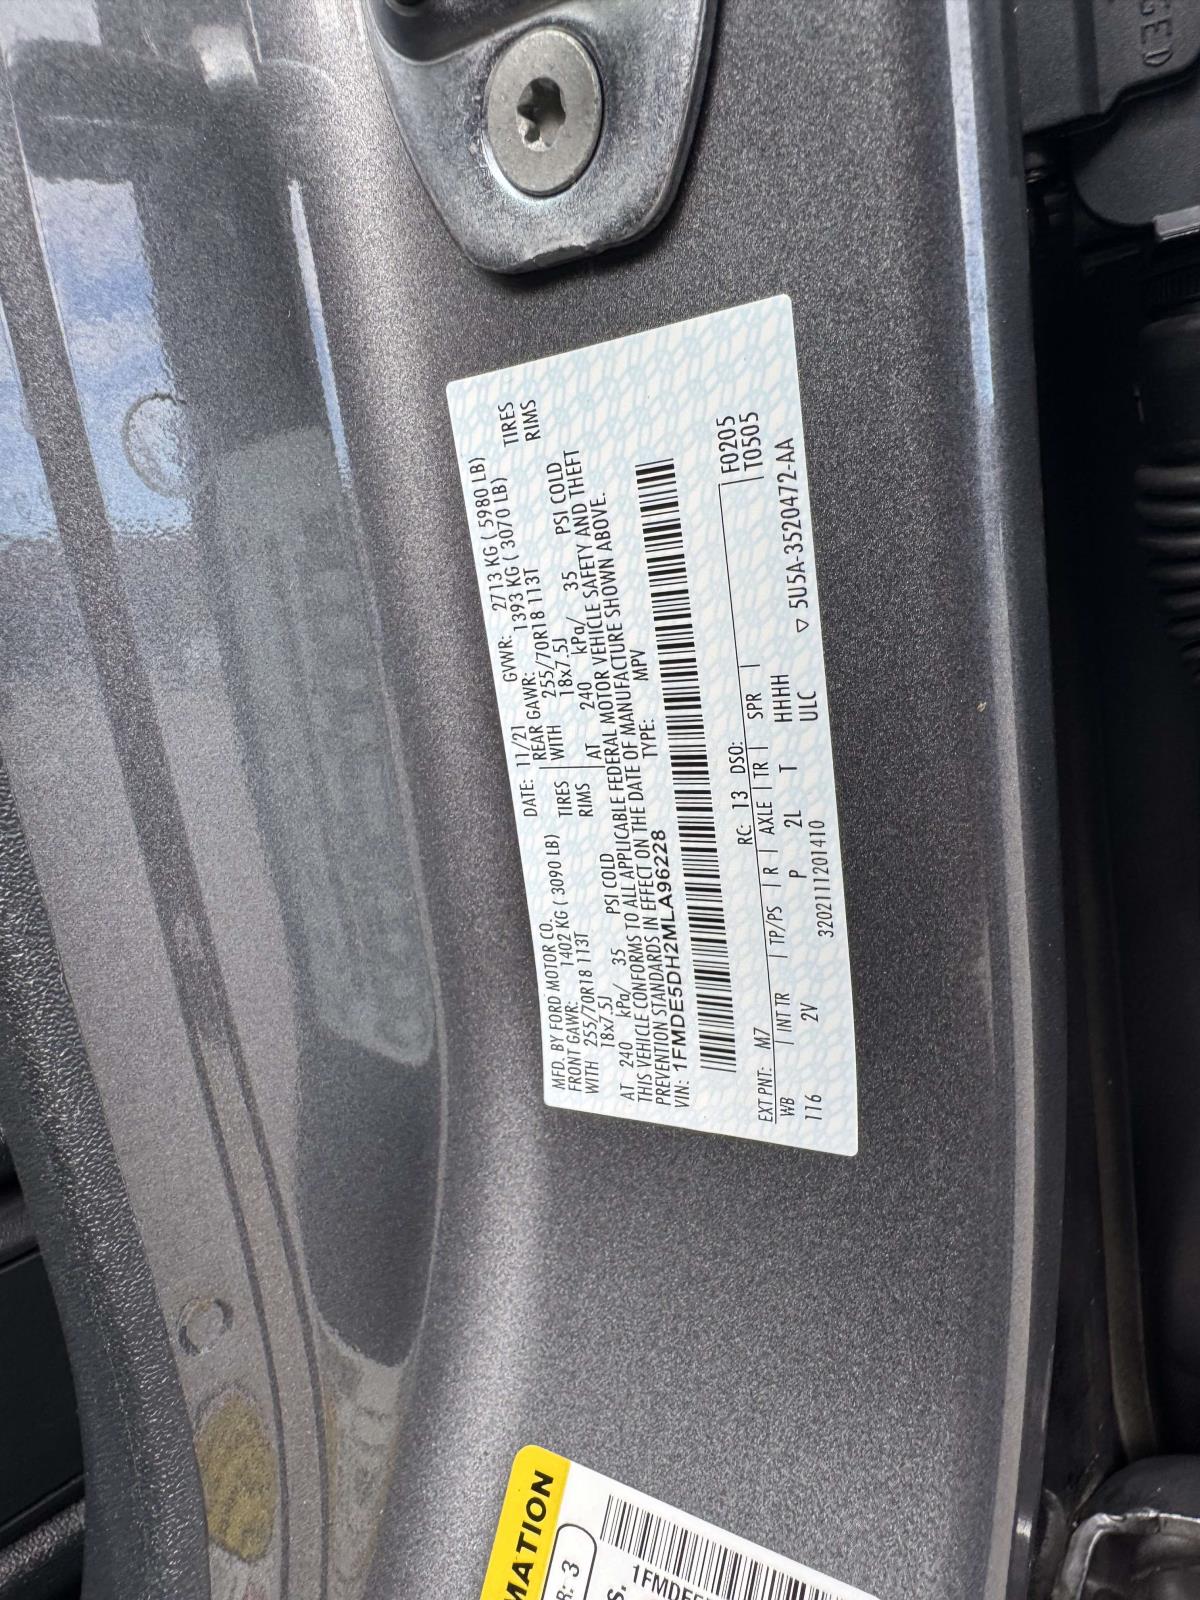 MFD. BY FORD MOTOR CO. DATE: 11/21 GVWR: 2713 KG ( 5980 LB)
FRONT GAWR: 1402 KG ( 3090 LB) REAR GAWR: 1393 KG ( 3070 LB)
WITH 255/70R18 113T TIRES WITH 255/70R18 113T TIRES
18x7.5J RIMS 18x7.5J RIMS
AT 240 kPa/ 35 PSI COLD AT 240 kPa/ 35 PSI COLD
THIS VEHICLE CONFORMS TO ALL APPLICABLE FEDERAL MOTOR VEHICLE SAFETY AND THEFT
PREVENTION STANDARDS IN EFFECT ON THE DATE OF MANUFACTURE SHOWN ABOVE.
VIN: 1FMDE5DH2MLA96228 TYPE: MPV
F0205
T0505
EXT PNT: M7 RC: 13 DSO:
WB INT TR TP/PS R AXLE TR SPR
116 2V P 2L T HHHH
ULC ▽ 5U5A-3520472-AA
320211201410
MATION
R: 3
S.
GED